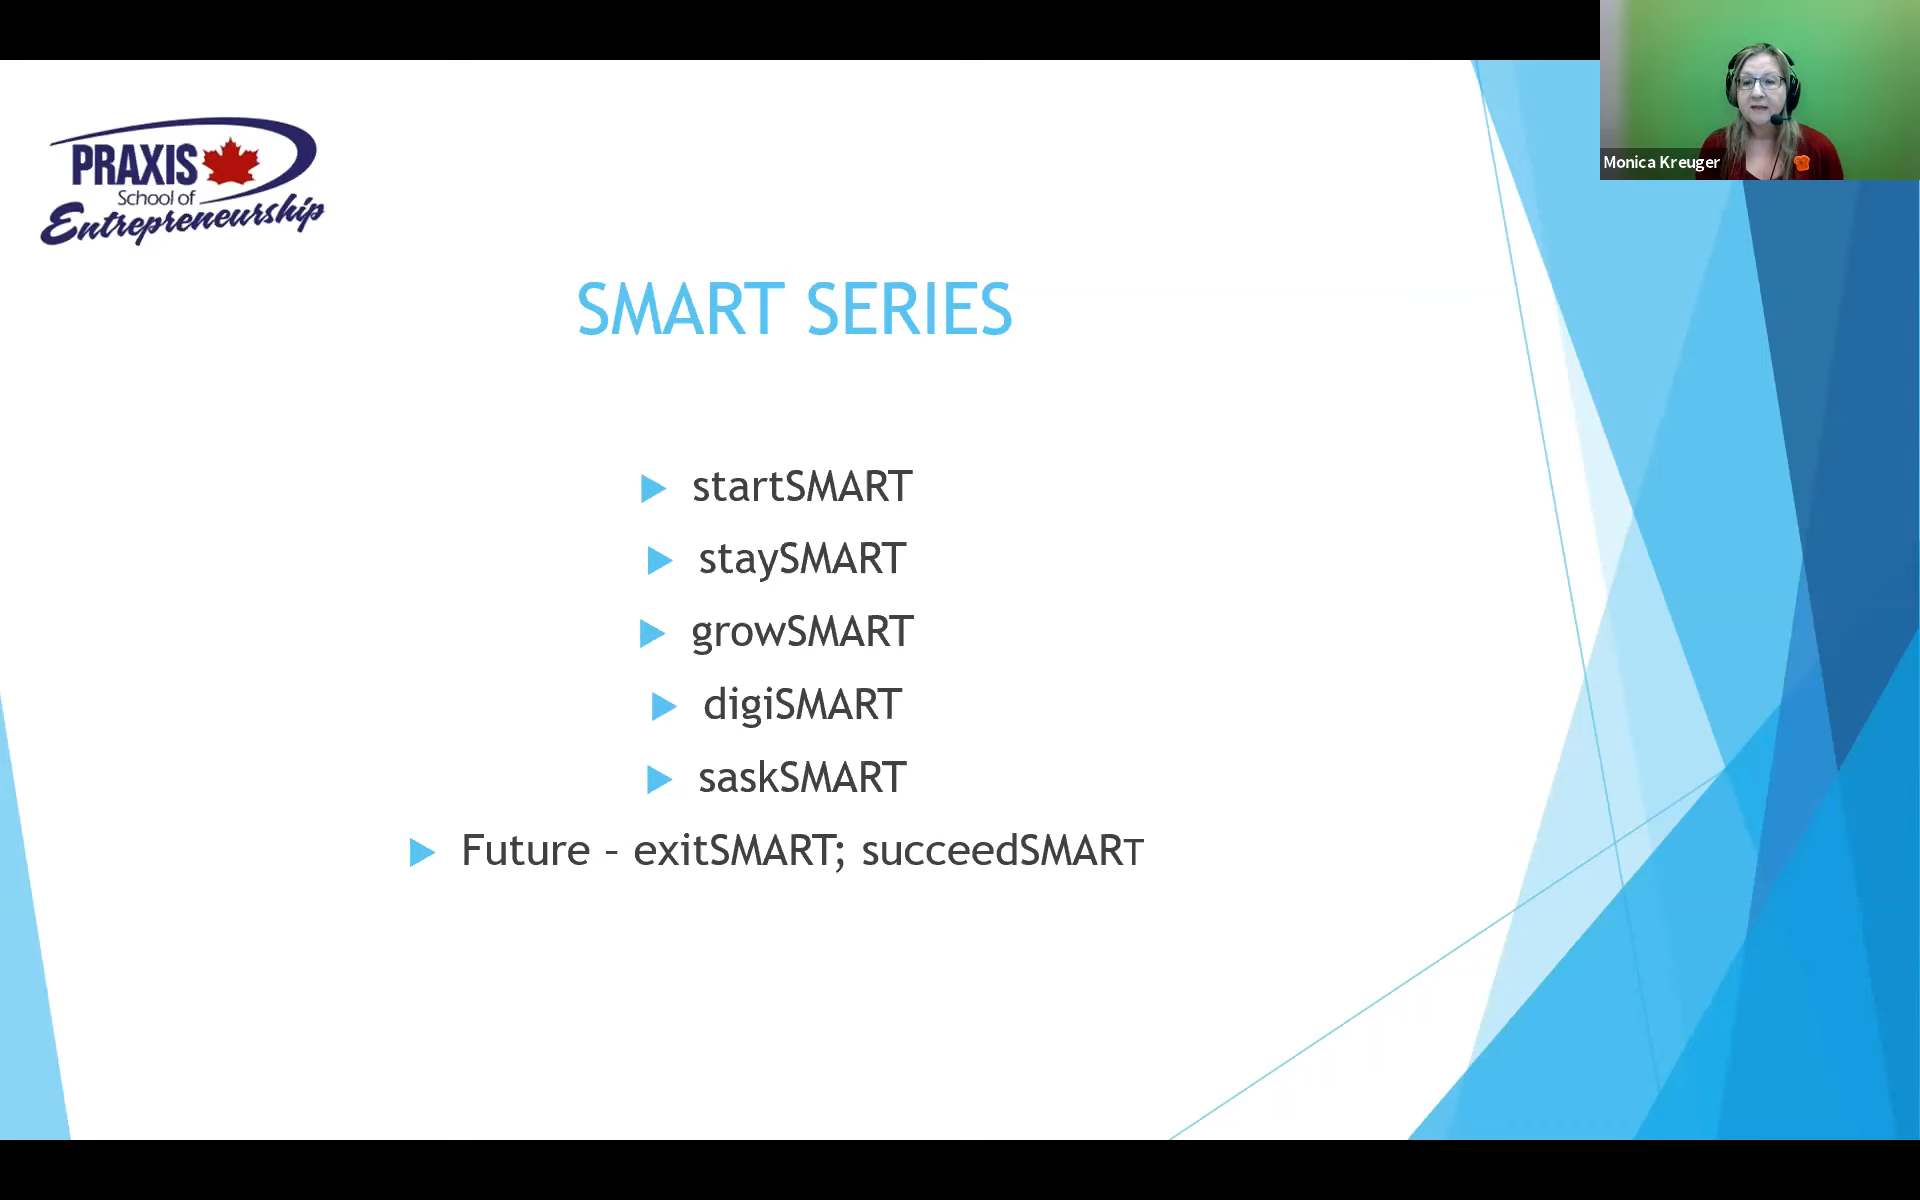 PRAXIS
School of
Entrepreneurship
Monica Kreuger
SMART SERIES
startSMART
staySMART
growSMART
digiSMART
saskSMART
Future – exitSMART; succeedSMART